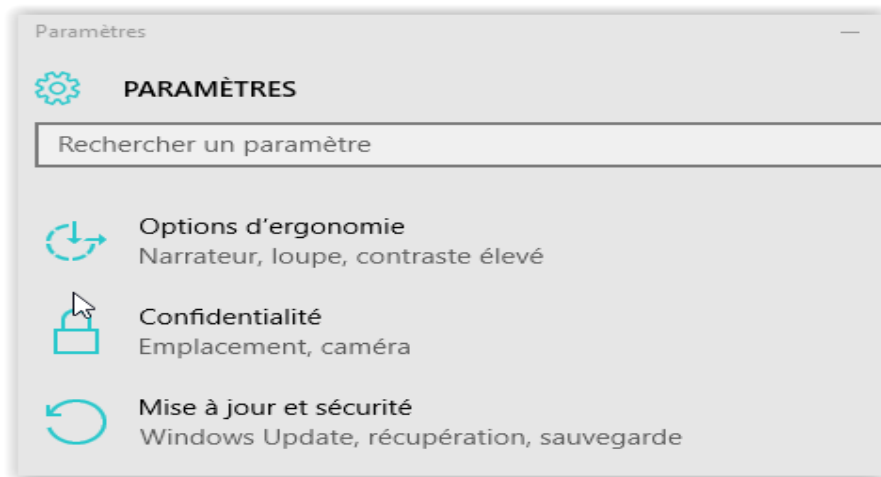 Paramètres
PARAMÈTRES
Rechercher un paramètre
Options d’ergonomie
Narrateur, loupe, contraste élevé
Confidentialité
Emplacement, caméra
Mise à jour et sécurité
Windows Update, récupération, sauvegarde